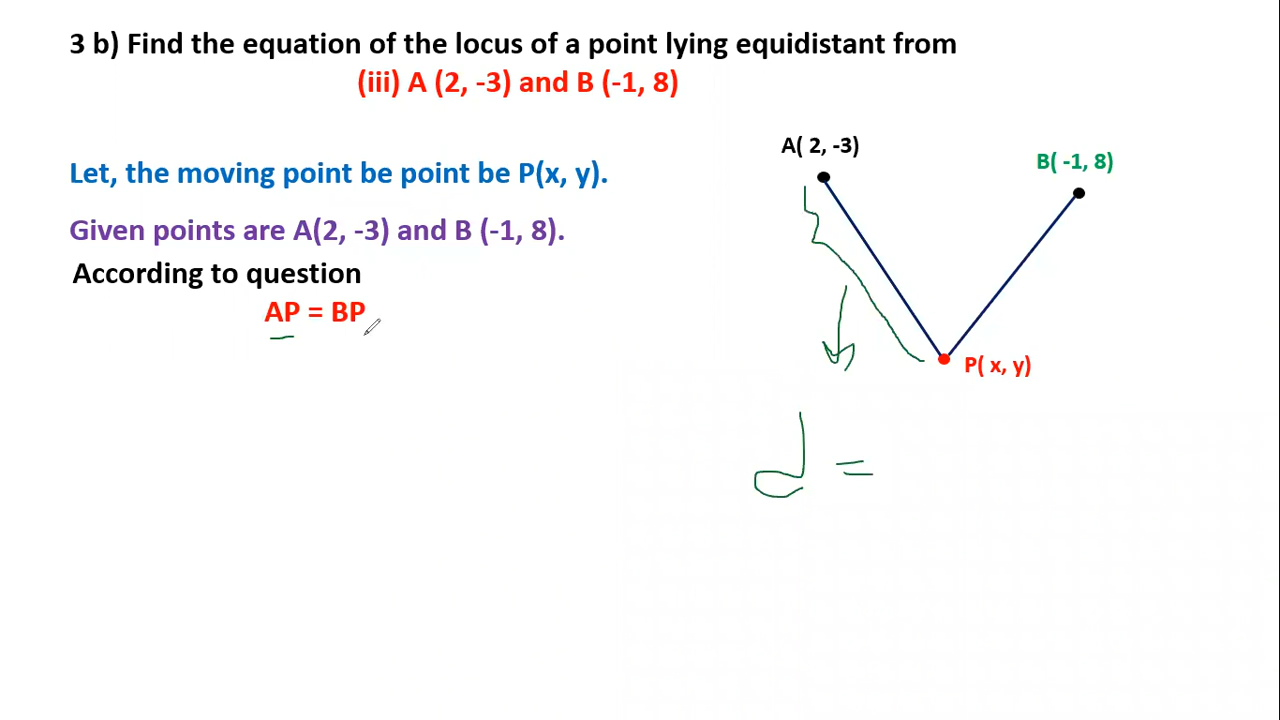 3 b) Find the equation of the locus of a point lying equidistant from
(iii) A (2, -3) and B (-1, 8)
Let, the moving point be point be P(x, y).
Given points are A(2, -3) and B (-1, 8).
According to question
AP = BP
A( 2, -3)
B( -1, 8)
P( x, y)
d =